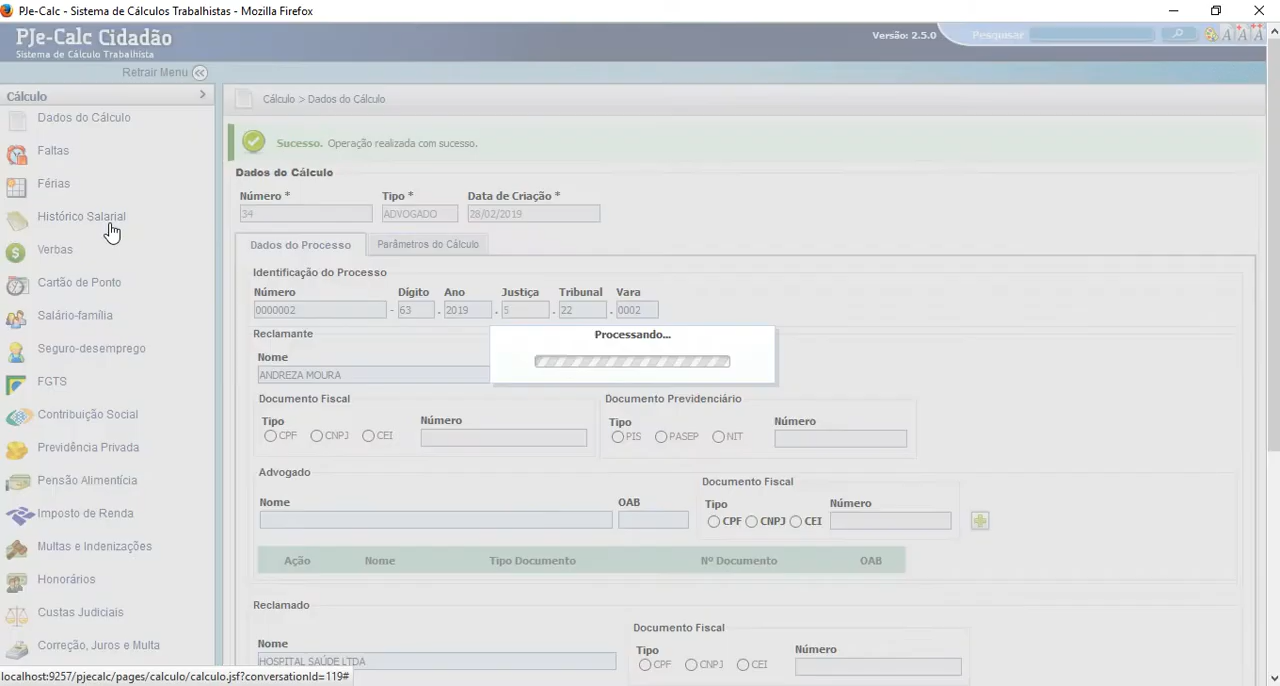 PJe-Calc - Sistema de Cálculos Trabalhistas - Mozilla Firefox
PJe-Calc Cidadão
Sistema de Cálculo Trabalhista
Versão: 2.5.0
Pesquisar
A A A
Retrair Menu
Cálculo
Dados do Cálculo
Faltas
Férias
Histórico Salarial
Verbas
Cartão de Ponto
Salário-família
Seguro-desemprego
FGTS
Contribuição Social
Previdência Privada
Pensão Alimentícia
Imposto de Renda
Multas e Indenizações
Honorários
Custas Judiciais
Correção, Juros e Multa
Cálculo > Dados do Cálculo
Sucesso. Operação realizada com sucesso.
Dados do Cálculo
Número * Tipo * Data de Criação *
34 ADVOGADO 28/02/2019
Dados do Processo Parâmetros do Cálculo
Identificação do Processo
Número Dígito Ano Justiça Tribunal Vara
0000002 - 63 . 2019 . 5 . 22 . 0002
Reclamante
Processando...
Nome
ANDREZA MOURA
Documento Fiscal Documento Previdenciário
Tipo Número Tipo Número
CPF CNPJ CEI PIS PASEP NIT
Advogado
Documento Fiscal
Nome OAB Tipo Número
CPF CNPJ CEI
Ação Nome Tipo Documento Nº Documento OAB
Reclamado
Documento Fiscal
Nome Tipo Número
HOSPITAL SAÚDE LTDA CPF CNPJ CEI
localhost:9257/pjecalc/pages/calculo/calculo.jsf?conversationId=119#